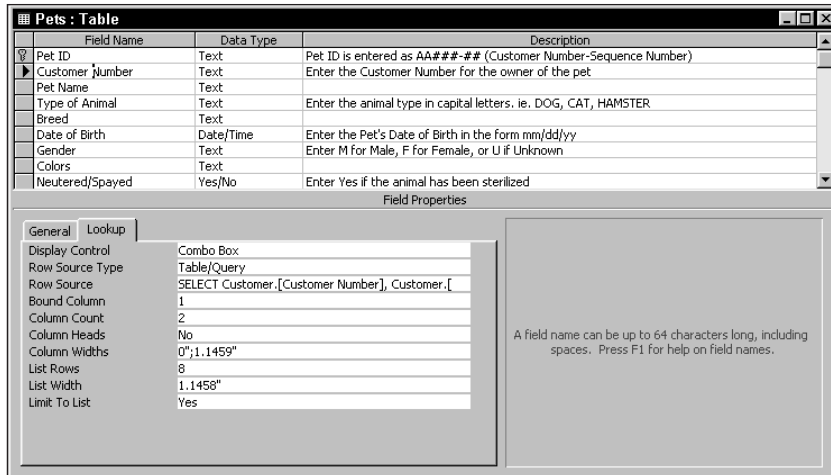 Pets : Table
Field Name Data Type Description
Pet ID Text Pet ID is entered as AA###-## (Customer Number-Sequence Number)
Customer Number Text Enter the Customer Number for the owner of the pet
Pet Name Text
Type of Animal Text Enter the animal type in capital letters. ie. DOG, CAT, HAMSTER
Breed Text
Date of Birth Date/Time Enter the Pet's Date of Birth in the form mm/dd/yy
Gender Text Enter M for Male, F for Female, or U if Unknown
Colors Text
Neutered/Spayed Yes/No Enter Yes if the animal has been sterilized
Field Properties
General Lookup
Display Control Combo Box
Row Source Type Table/Query
Row Source SELECT Customer.[Customer Number], Customer.[
Bound Column 1
Column Count 2
Column Heads No
Column Widths 0";1.1459"
List Rows 8
List Width 1.1458"
Limit To List Yes
A field name can be up to 64 characters long, including
spaces. Press F1 for help on field names.